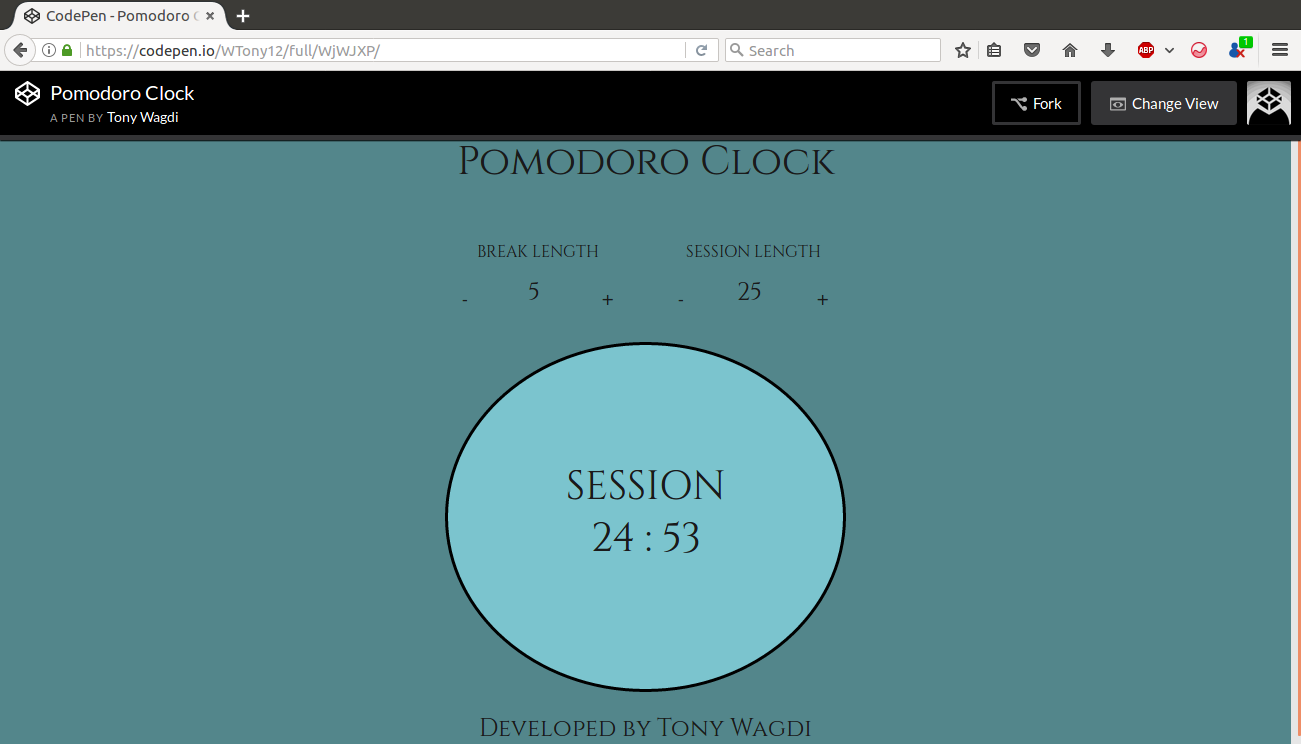 CodePen - Pomodoro C
https://codepen.io/WTony12/full/WjWJXP/
Search
ABP
1
Pomodoro Clock
A PEN BY Tony Wagdi
Fork
Change View
Pomodoro Clock
BREAK LENGTH
SESSION LENGTH
- 5 +
- 25 +
SESSION
24 : 53
Developed by Tony Wagdi